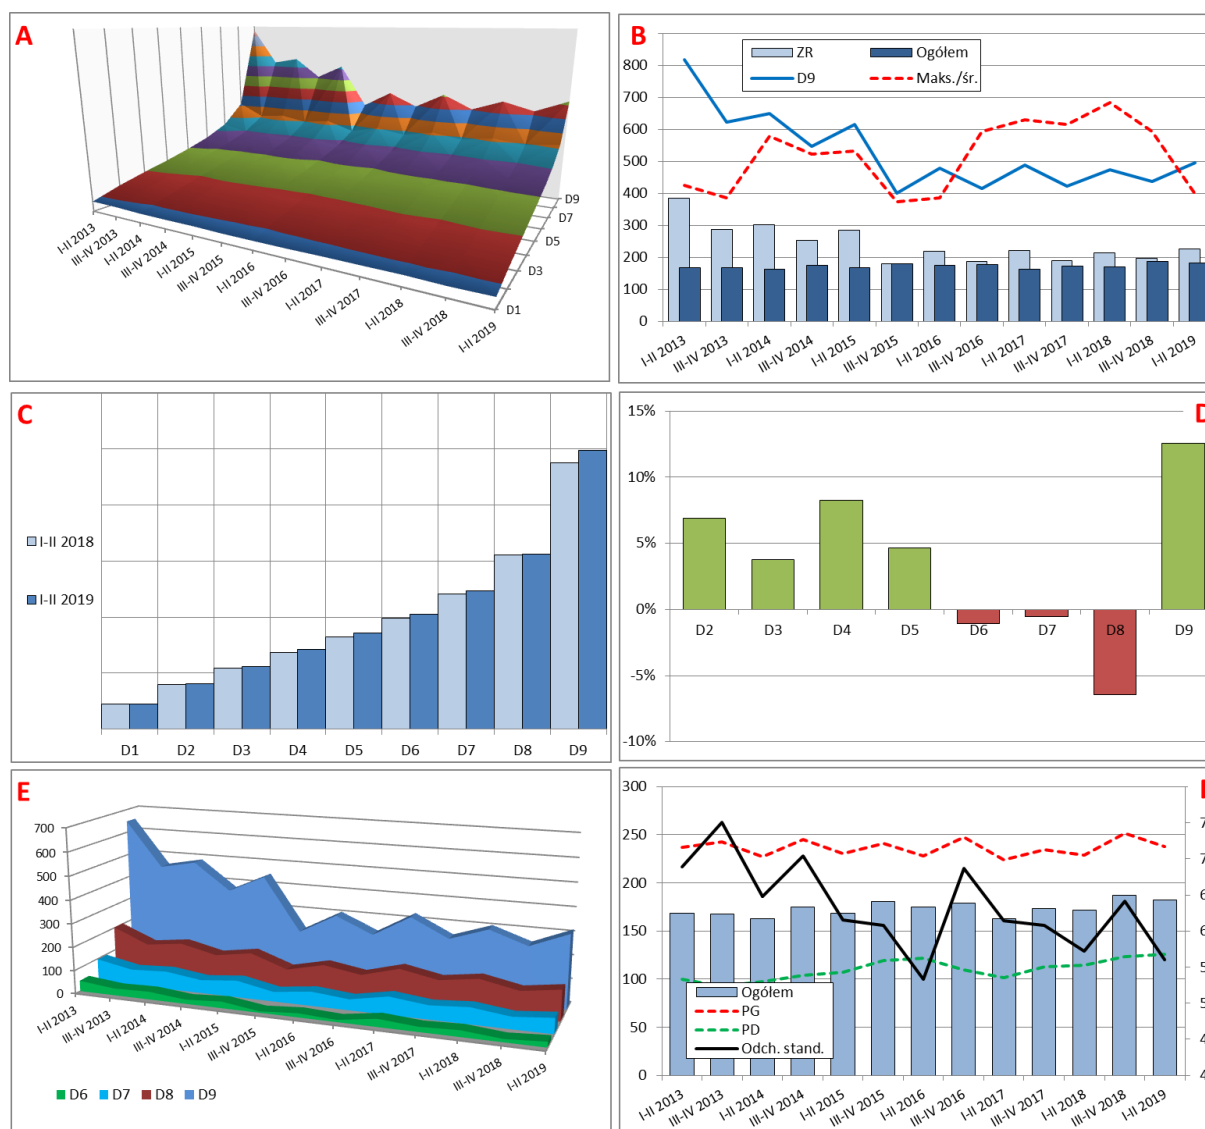 A
D9
D7
D5
D3
D1
I-II 2013
III-IV 2013
I-II 2014
III-IV 2014
I-II 2015
III-IV 2015
I-II 2016
III-IV 2016
I-II 2017
III-IV 2017
I-II 2018
III-IV 2018
I-II 2019
B
ZR
Ogółem
D9
Maks./śr.
800
700
600
500
400
300
200
100
0
I-II 2013
III-IV 2013
I-II 2014
III-IV 2014
I-II 2015
III-IV 2015
I-II 2016
III-IV 2016
I-II 2017
III-IV 2017
I-II 2018
III-IV 2018
I-II 2019
C
I-II 2018
I-II 2019
D1 D2 D3 D4 D5 D6 D7 D8 D9
D
15%
10%
5%
0%
-5%
-10%
D2 D3 D4 D5 D6 D7 D8 D9
E
700
600
500
400
300
200
100
0
I-II 2013
III-IV 2013
I-II 2014
III-IV 2014
I-II 2015
III-IV 2015
I-II 2016
III-IV 2016
I-II 2017
III-IV 2017
I-II 2018
III-IV 2018
I-II 2019
D6 D7 D8 D9
300
250
200
150
100
50
0
7
7
6
6
5
5
4
4
Ogółem
PG
PD
Odch. stand.
I-II 2013
III-IV 2013
I-II 2014
III-IV 2014
I-II 2015
III-IV 2015
I-II 2016
III-IV 2016
I-II 2017
III-IV 2017
I-II 2018
III-IV 2018
I-II 2019